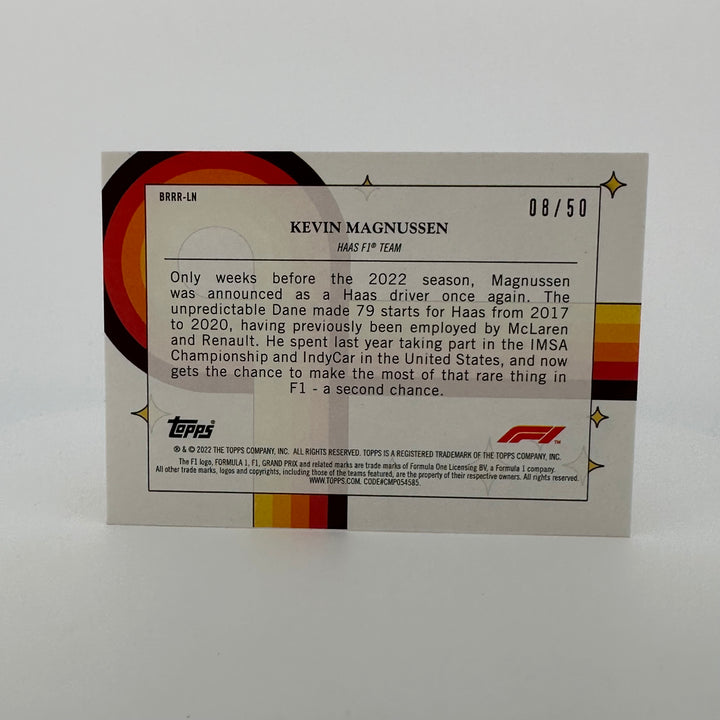 BRRR-LN
08/50
KEVIN MAGNUSSEN
HAAS F1® TEAM
Only weeks before the 2022 season, Magnussen
was announced as a Haas driver once again. The
unpredictable Dane made 79 starts for Haas from 2017
to 2020, having previously been employed by McLaren
and Renault. He spent last year taking part in the IMSA
Championship and IndyCar in the United States, and now
gets the chance to make the most of that rare thing in
F1 - a second chance.
Topps®
F1™
® & © 2022 THE TOPPS COMPANY, INC. ALL RIGHTS RESERVED. TOPPS IS A REGISTERED TRADEMARK OF THE TOPPS COMPANY, INC.
The F1 logo, FORMULA 1, F1, GRAND PRIX and related marks are trade marks of Formula One Licensing BV, a Formula 1 company.
All other trade marks, logos and copyrights, including those of the teams featured, are the property of their respective owners. All rights reserved.
WWW.TOPPS.COM. CODE#CMP054585.